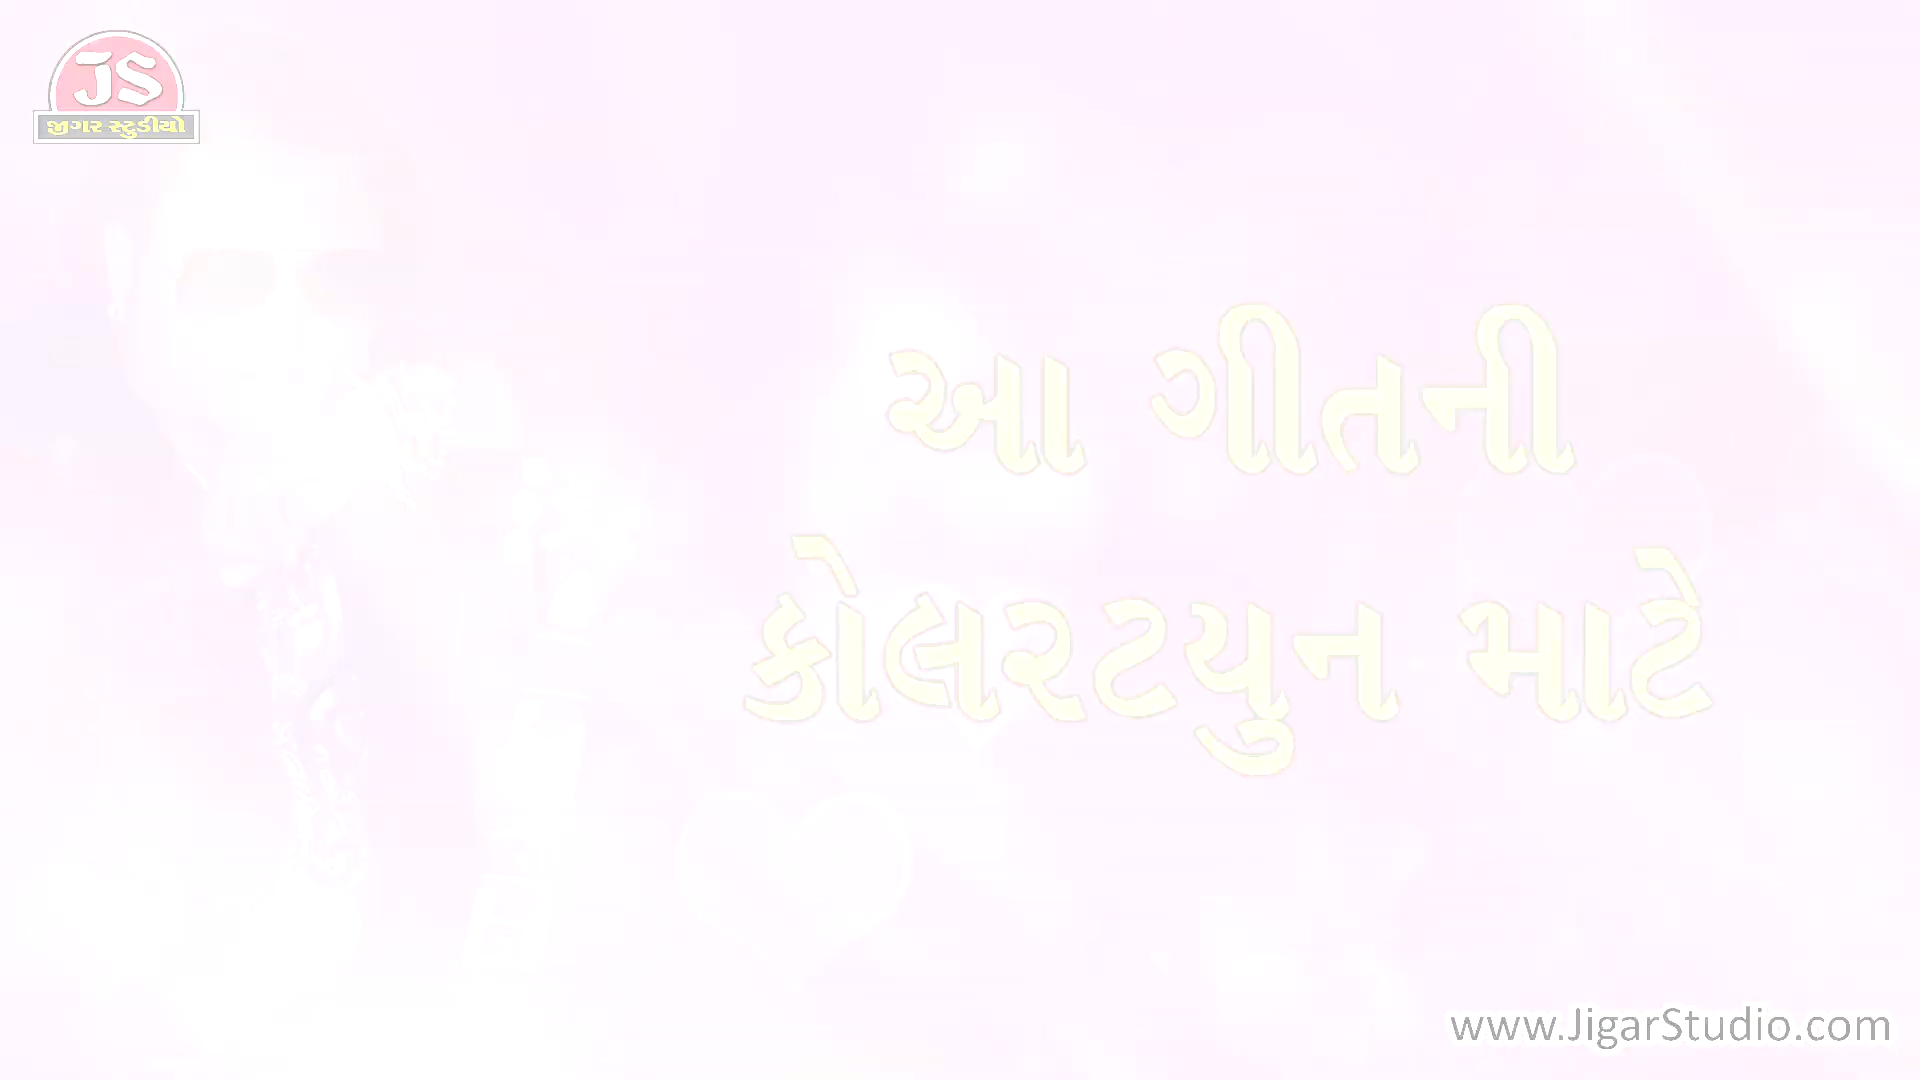 JS
જીગર સ્ટુડીયો
આ ગીતની
કોલરટયુન માટે
www.JigarStudio.com